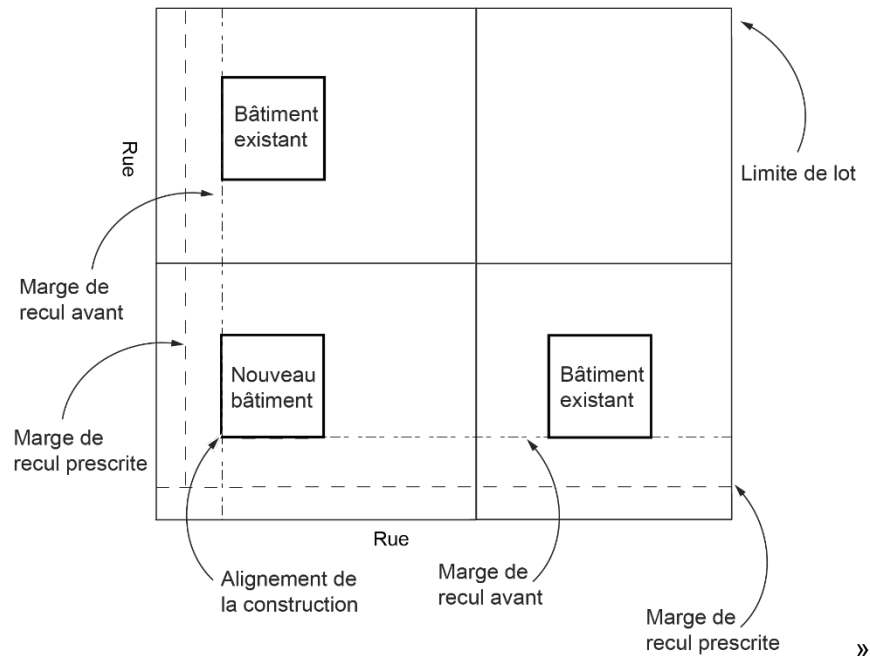 Bâtiment
existant
Rue
Limite de lot
Marge de
recul avant
Nouveau
bâtiment
Bâtiment
existant
Marge de
recul prescrite
Rue
Alignement de
la construction
Marge de
recul avant
Marge de
recul prescrite
»